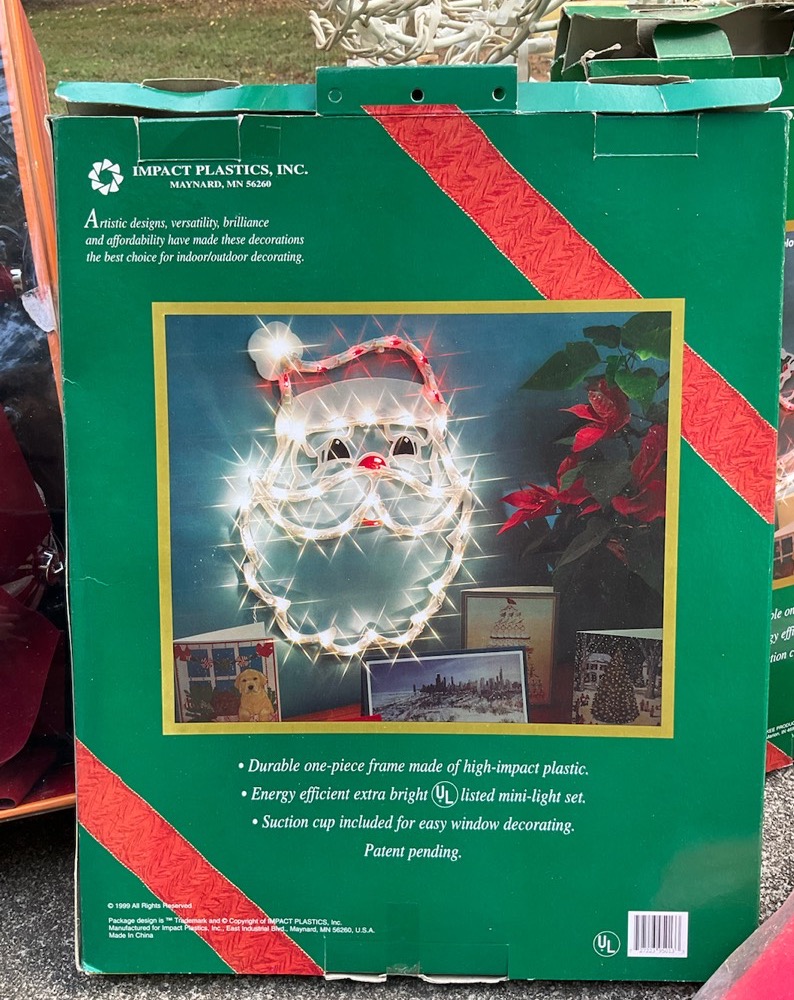 IMPACT PLASTICS, INC.
MAYNARD, MN 56260
Artistic designs, versatility, brilliance
and affordability have made these decorations
the best choice for indoor/outdoor decorating.
• Durable one-piece frame made of high-impact plastic.
• Energy efficient extra bright UL listed mini-light set.
• Suction cup included for easy window decorating.
Patent pending.
© 1999 All Rights Reserved
Package design is ™ Trademark and © Copyright of IMPACT PLASTICS, Inc.
Manufactured for Impact Plastics, Inc., East Industrial Blvd., Maynard, MN 56260, U.S.A.
Made In China
UL